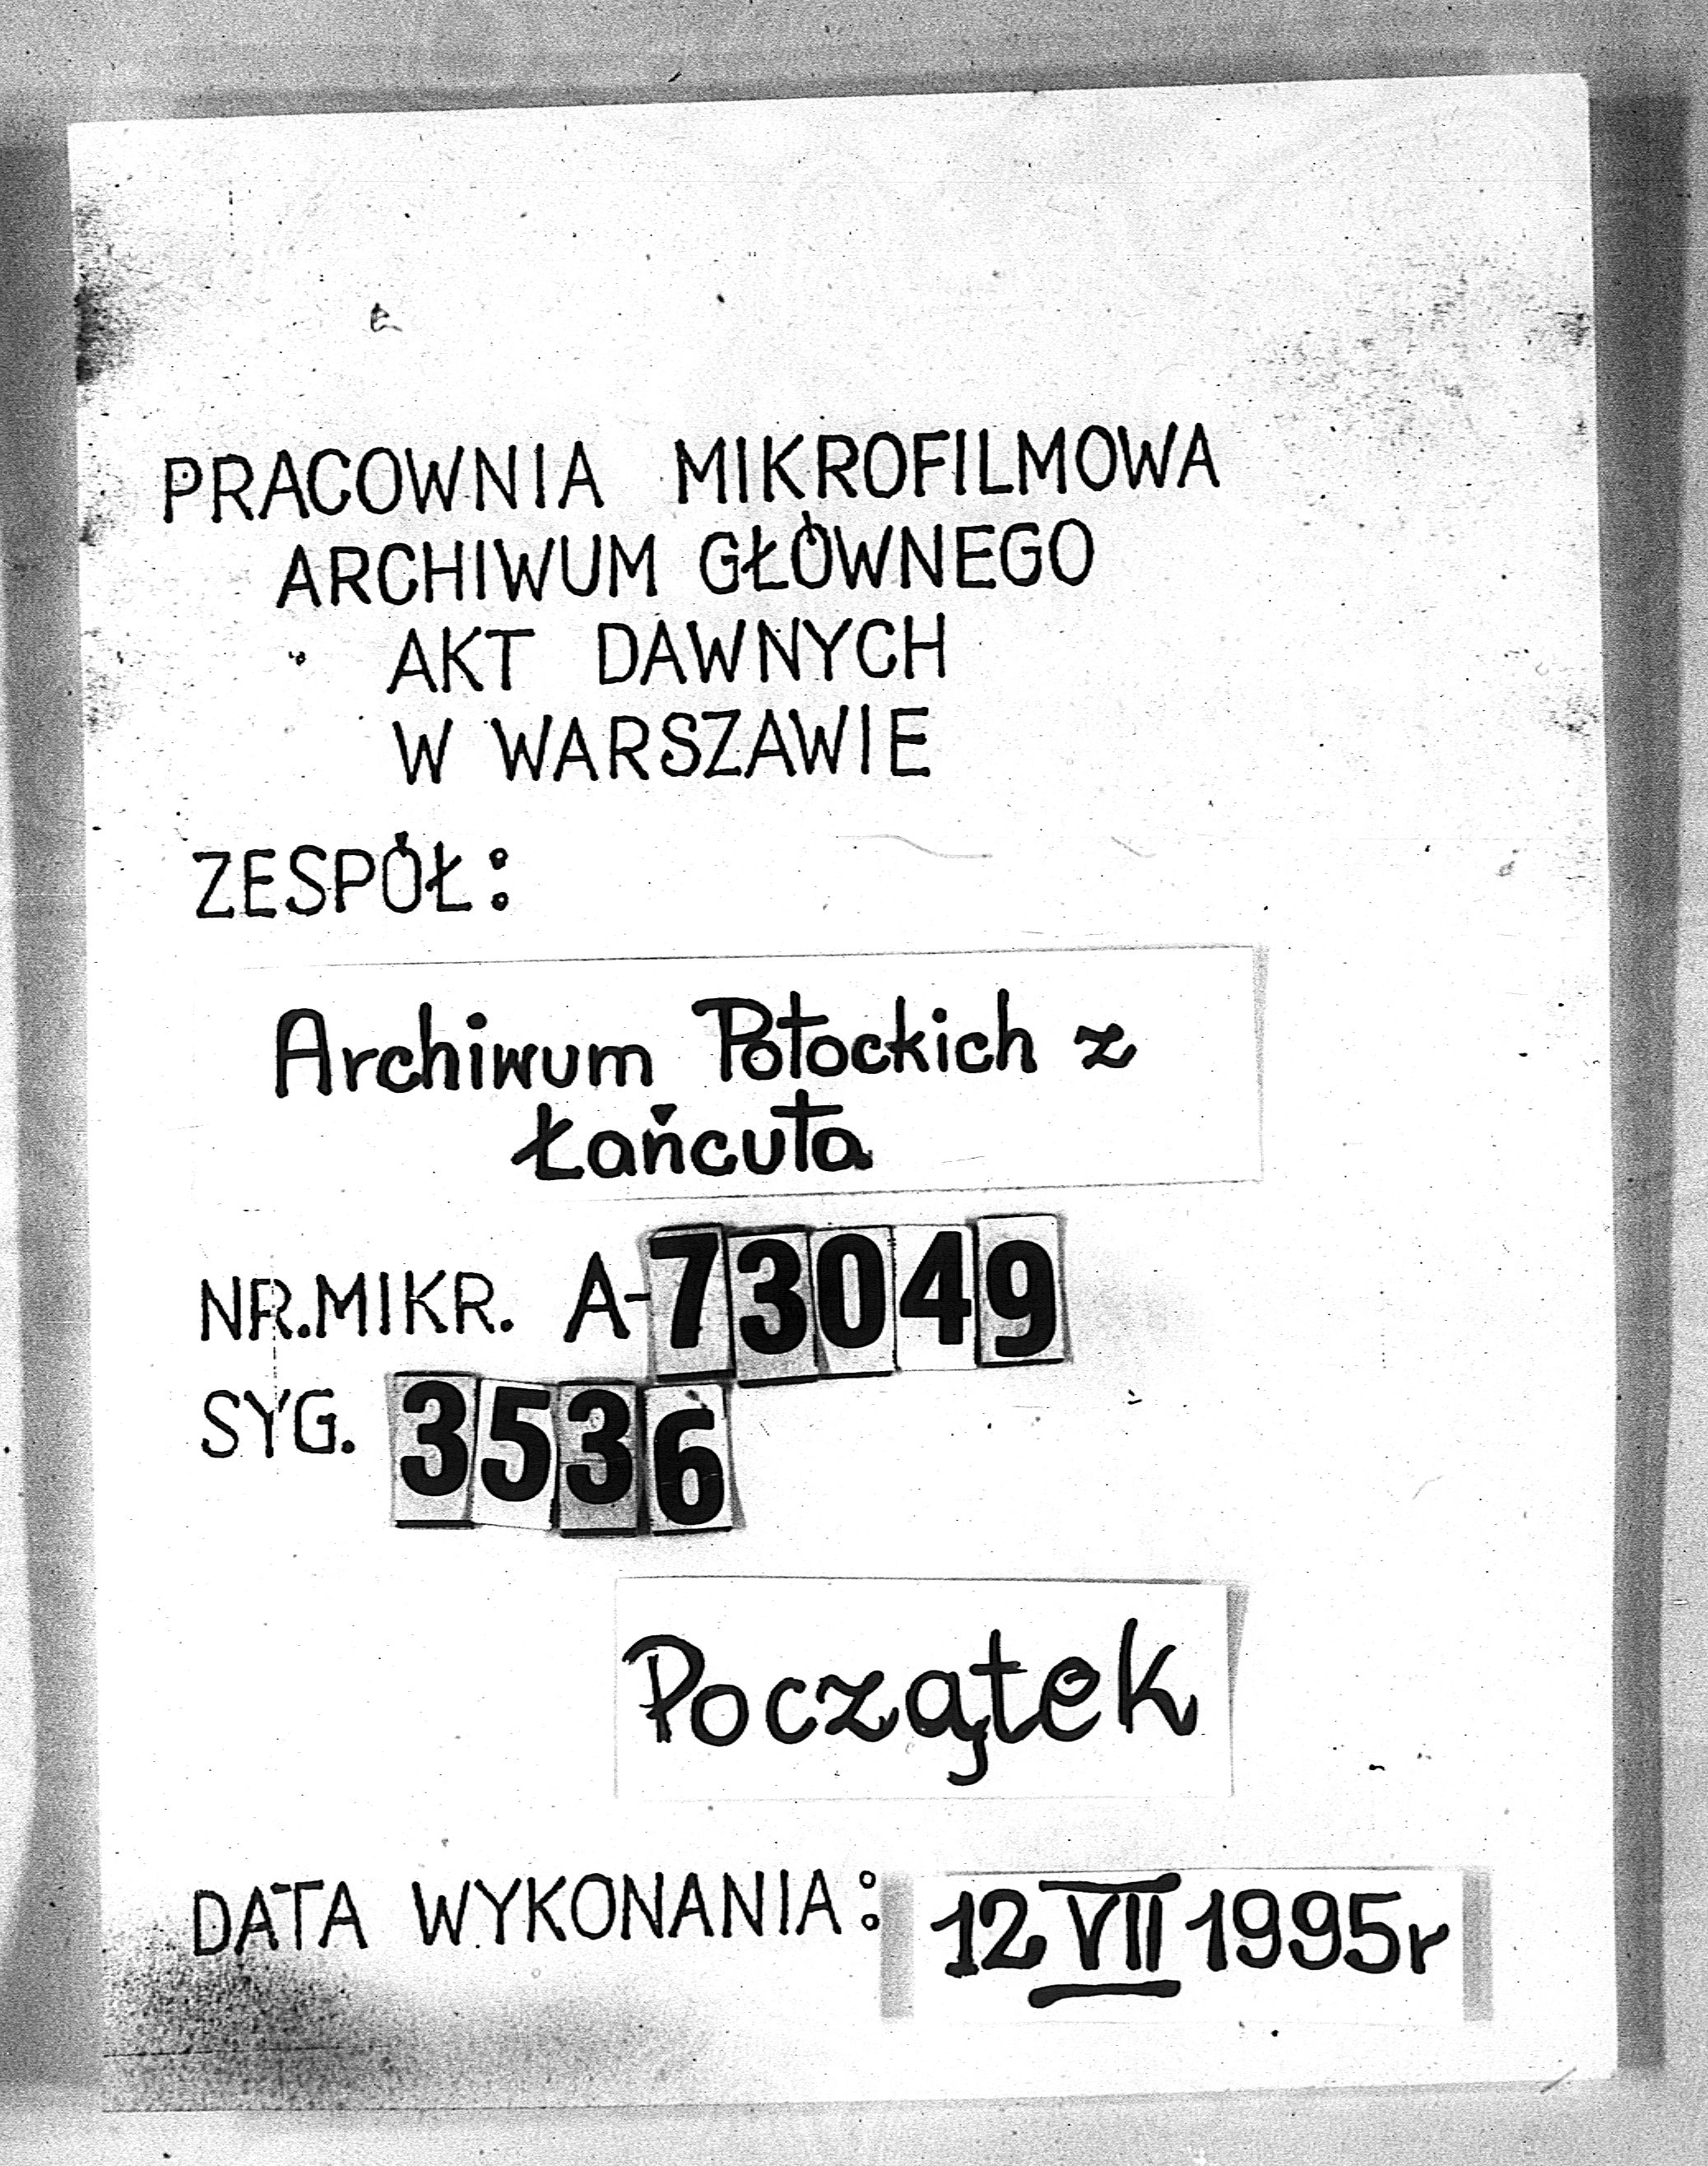 PRACOWNIA MIKROFILMOWA
ARCHIWUM GŁÓWNEGO
AKT DAWNYCH
W WARSZAWIE
ZESPÓŁ:
Archiwum Potockich z
Łańcuta
NR.MIKR. A-73049
SYG. 3536
Początek
DATA WYKONANIA: 12 VII 1995r